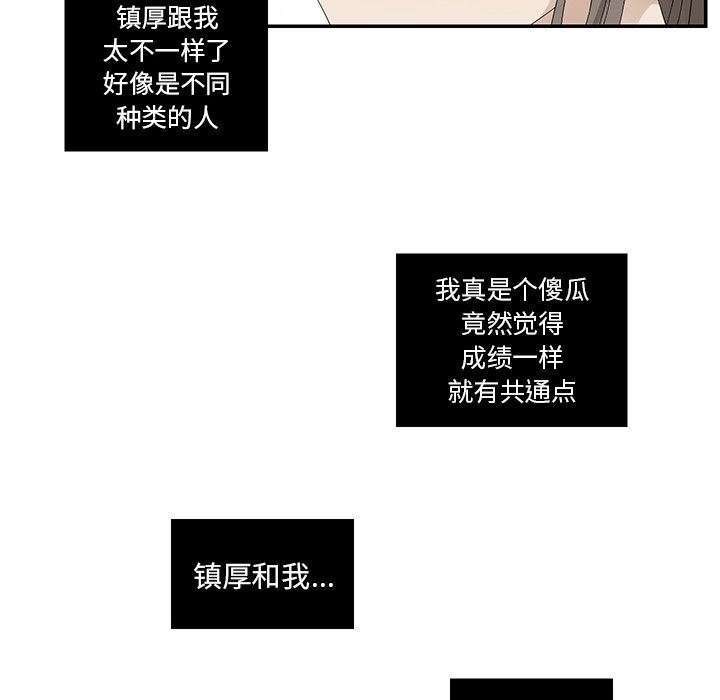 镇厚跟我
太不一样了
好像是不同
种类的人
我真是个傻瓜
竟然觉得
成绩一样
就有共通点
镇厚和我...